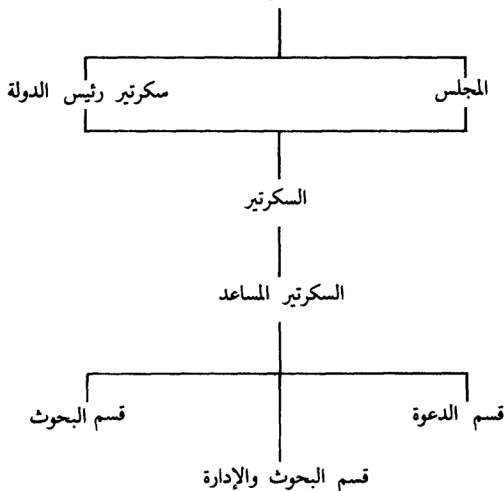 المجلس
سكرتير رئيس الدولة
السكرتير
السكرتير المساعد
قسم الدعوة
قسم البحوث
قسم البحوث والإدارة